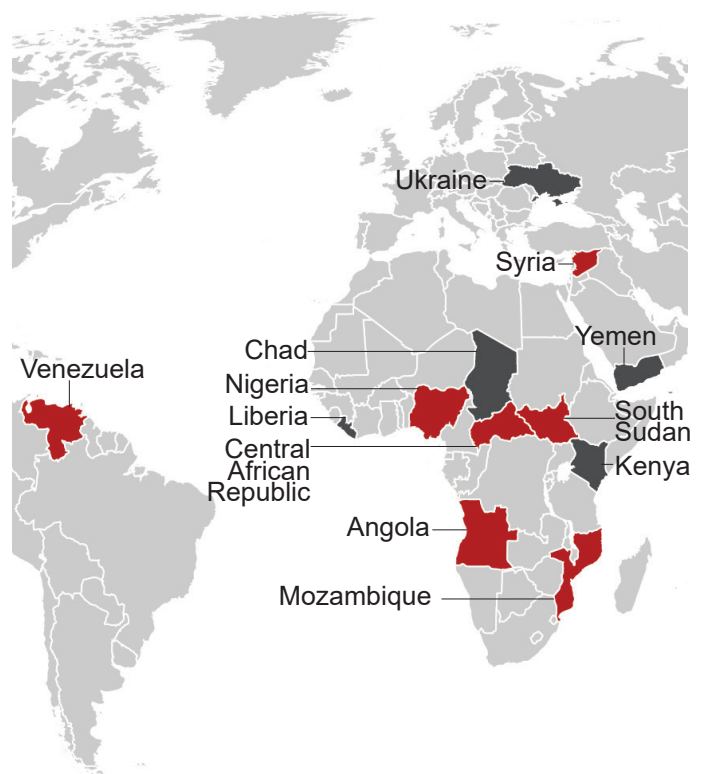 Ukraine
Syria
Yemen
Chad
Venezuela
Nigeria
Liberia
South
Sudan
Central
African
Republic
Kenya
Angola
Mozambique